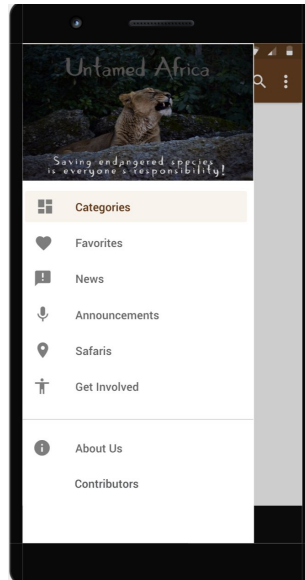 Untamed Africa
Saving endangered species
is everyone's responsibility!
Categories
Favorites
News
Announcements
Safaris
Get Involved
About Us
Contributors